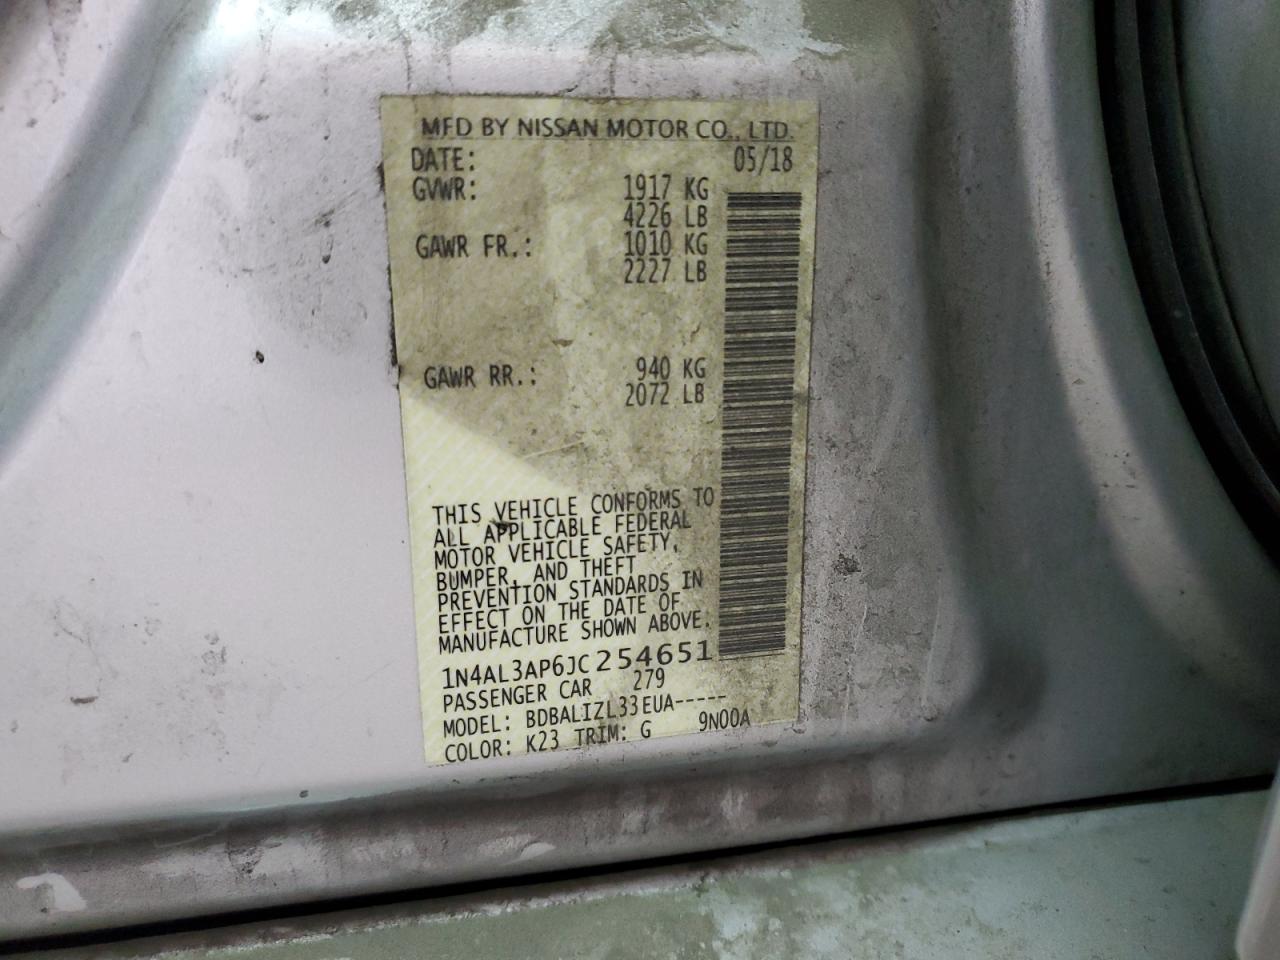 MFD BY NISSAN MOTOR CO., LTD.
DATE: 05/18
GVWR: 1917 KG
4226 LB
GAWR FR.: 1010 KG
2227 LB
GAWR RR.: 940 KG
2072 LB
THIS VEHICLE CONFORMS TO
ALL APPLICABLE FEDERAL
MOTOR VEHICLE SAFETY,
BUMPER, AND THEFT
PREVENTION STANDARDS IN
EFFECT ON THE DATE OF
MANUFACTURE SHOWN ABOVE.
1N4AL3AP6JC254651
PASSENGER CAR 279
MODEL: BDBALIZL33EUA-----
COLOR: K23 TRIM: G 9N00A